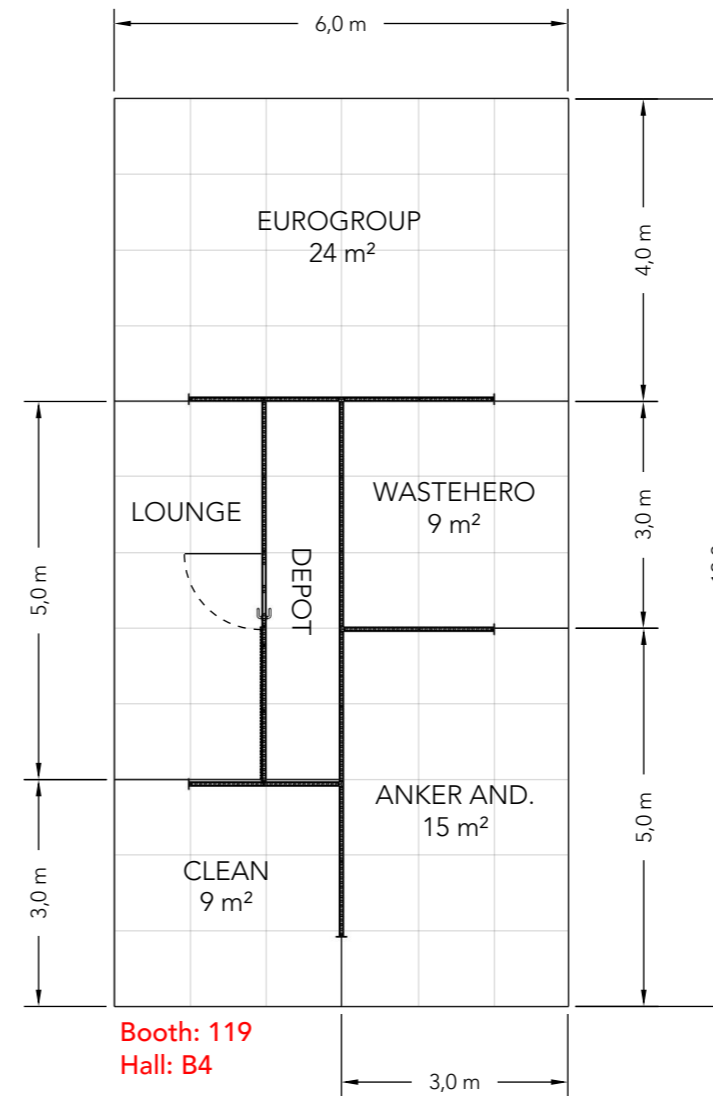 6,0 m
EUROGROUP
24 m²
4,0 m
WASTEHERO
9 m²
3,0 m
LOUNGE
DEPOT
5,0 m
ANKER AND.
15 m²
5,0 m
CLEAN
9 m²
3,0 m
Booth: 119
Hall: B4
3,0 m